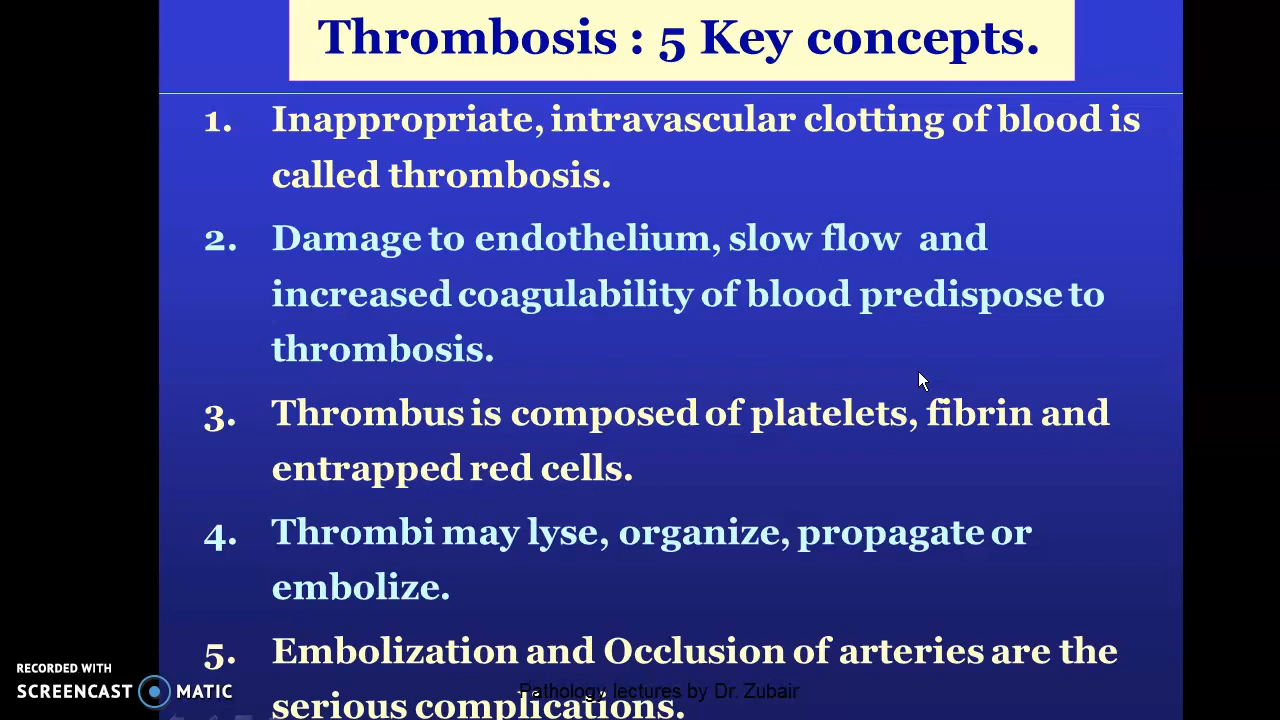 Thrombosis : 5 Key concepts.
1. Inappropriate, intravascular clotting of blood is
called thrombosis.
2. Damage to endothelium, slow flow and
increased coagulability of blood predispose to
thrombosis.
3. Thrombus is composed of platelets, fibrin and
entrapped red cells.
4. Thrombi may lyse, organize, propagate or
embolize.
5. Embolization and Occlusion of arteries are the
serious complications.
Pathology lectures by Dr. Zubair
RECORDED WITH
SCREENCAST MATIC